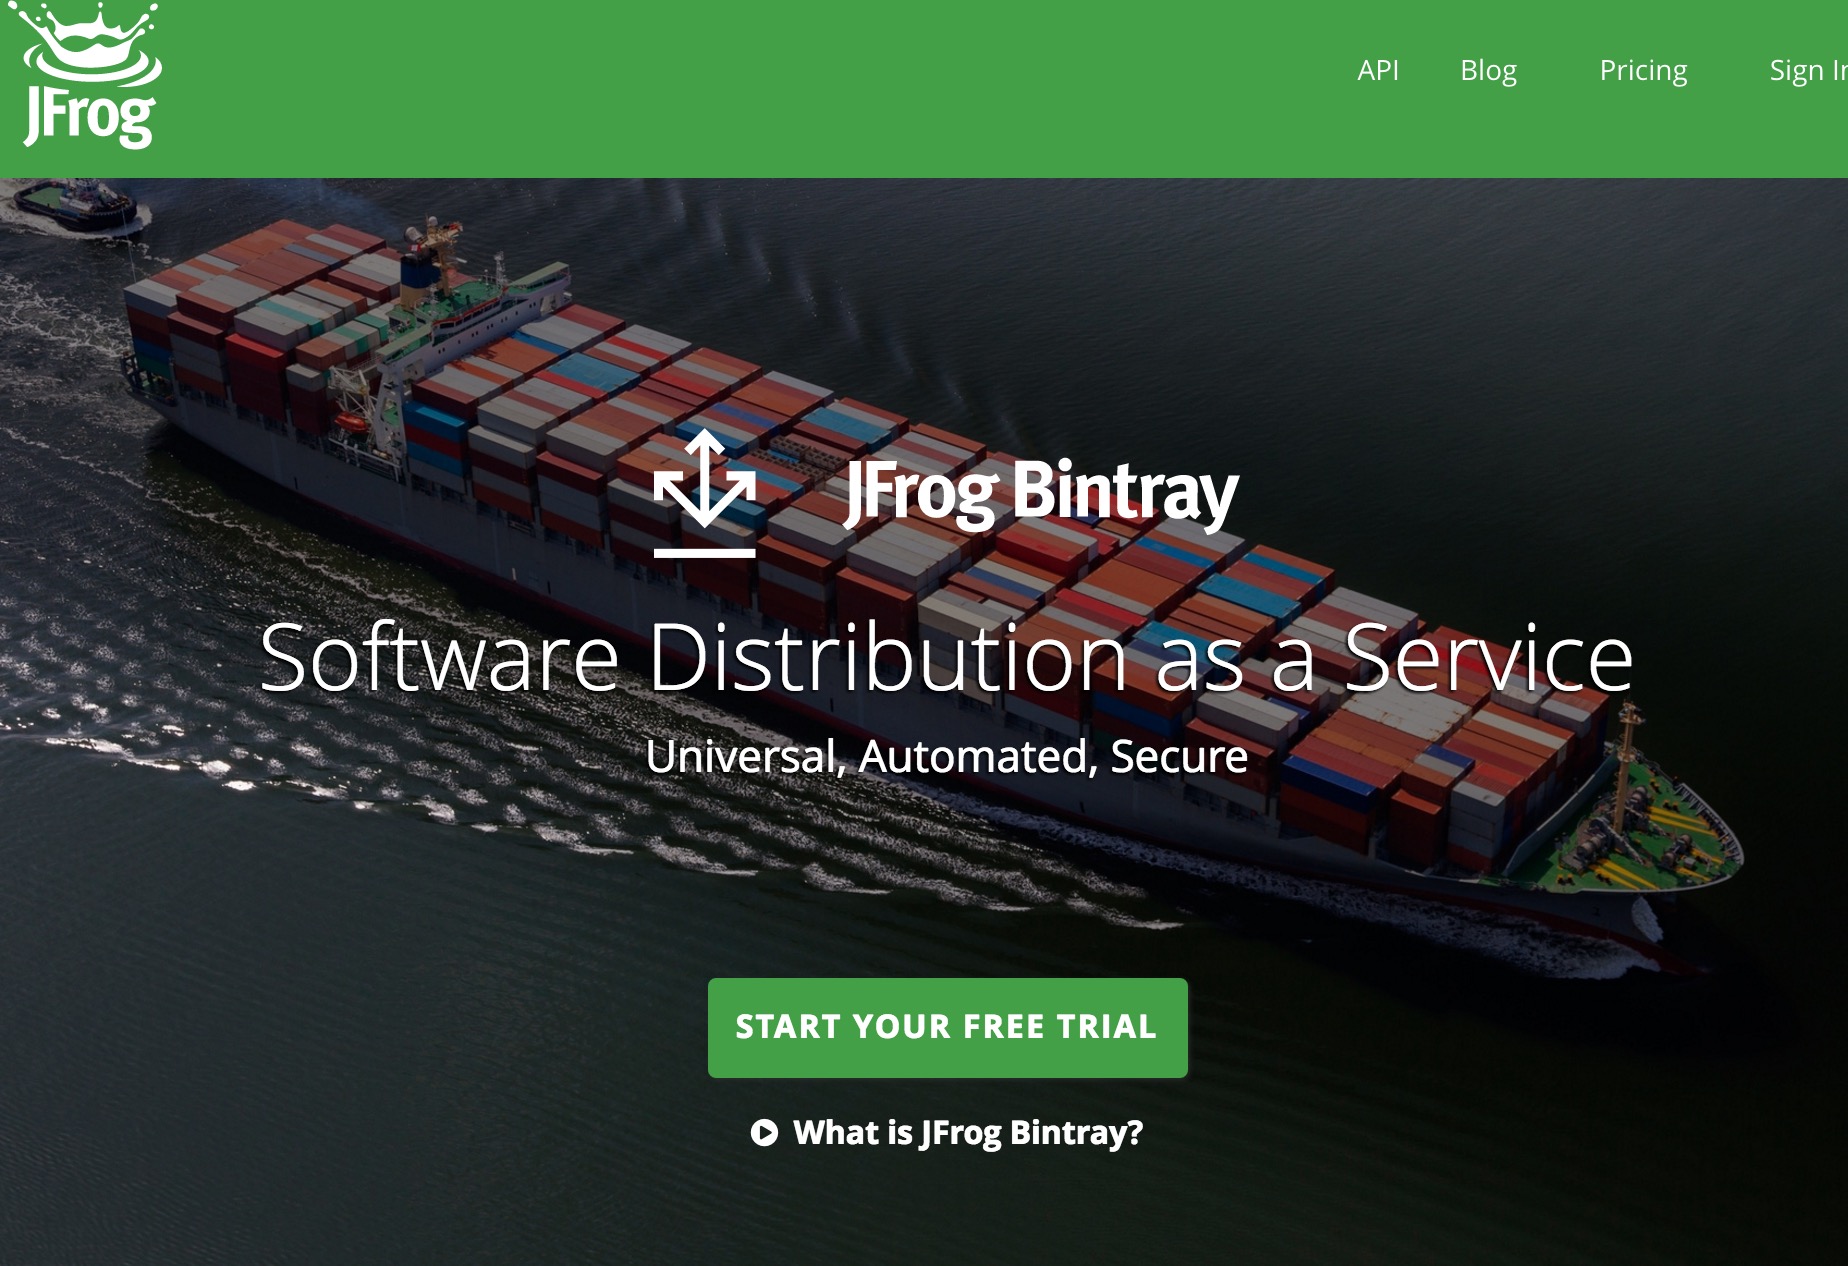 JFrog
API Blog Pricing Sign In
JFrog Bintray
Software Distribution as a Service
Universal, Automated, Secure
START YOUR FREE TRIAL
What is JFrog Bintray?